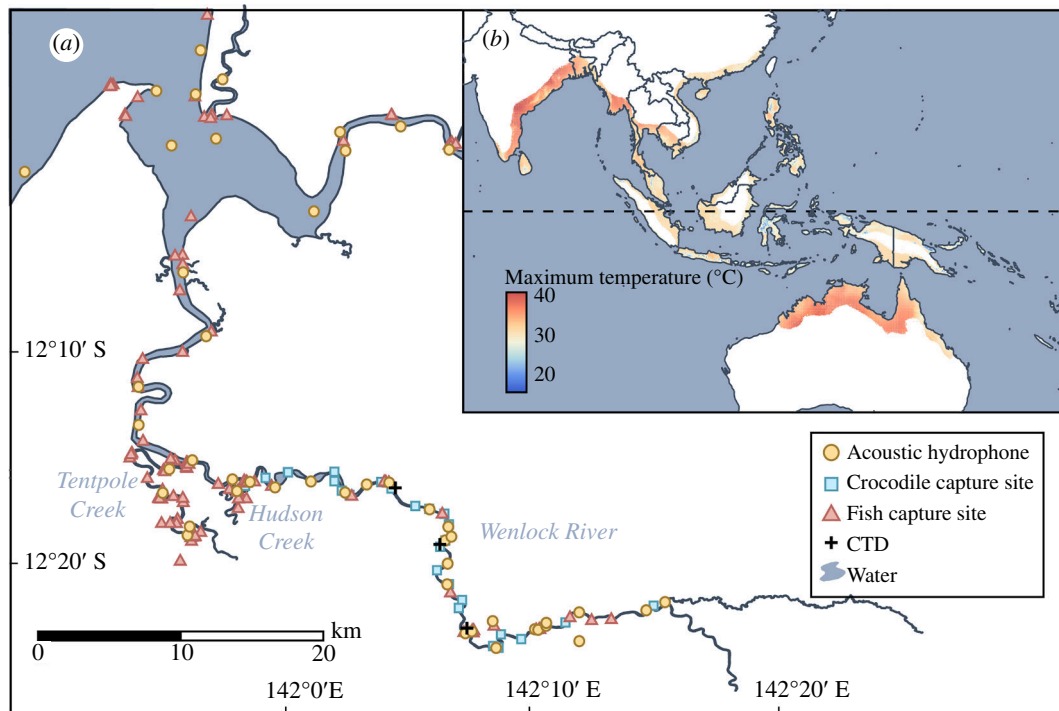 (a)
(b)
Maximum temperature (°C)
40
30
20
12°10′ S
Tentpole
Creek
Hudson
Creek
Wenlock River
12°20′ S
Acoustic hydrophone
Crocodile capture site
Fish capture site
CTD
Water
km
0
10
20
142°0′E
142°10′ E
142°20′ E